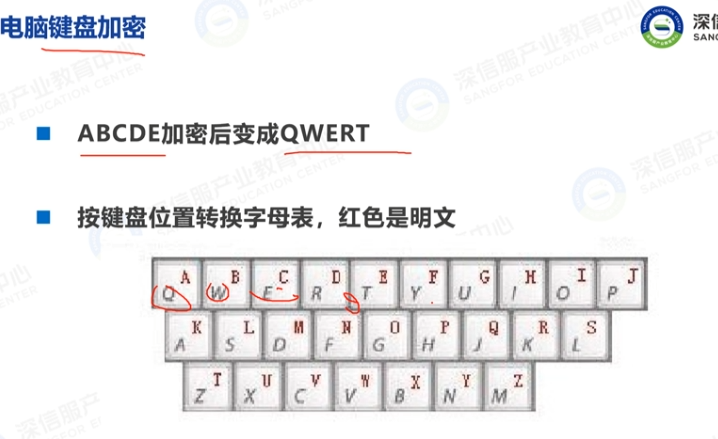 电脑键盘加密
深信
SANG
ABCDE加密后变成QWERT
按键盘位置转换字母表，红色是明文
Q A W B E C R D T E Y F U G I H O I P J
A K S L D M F N G O H P J Q K R L S
Z T X U C V V W B X N Y M Z
深信服产业教育中心
SANGFOR EDUCATION CENTER